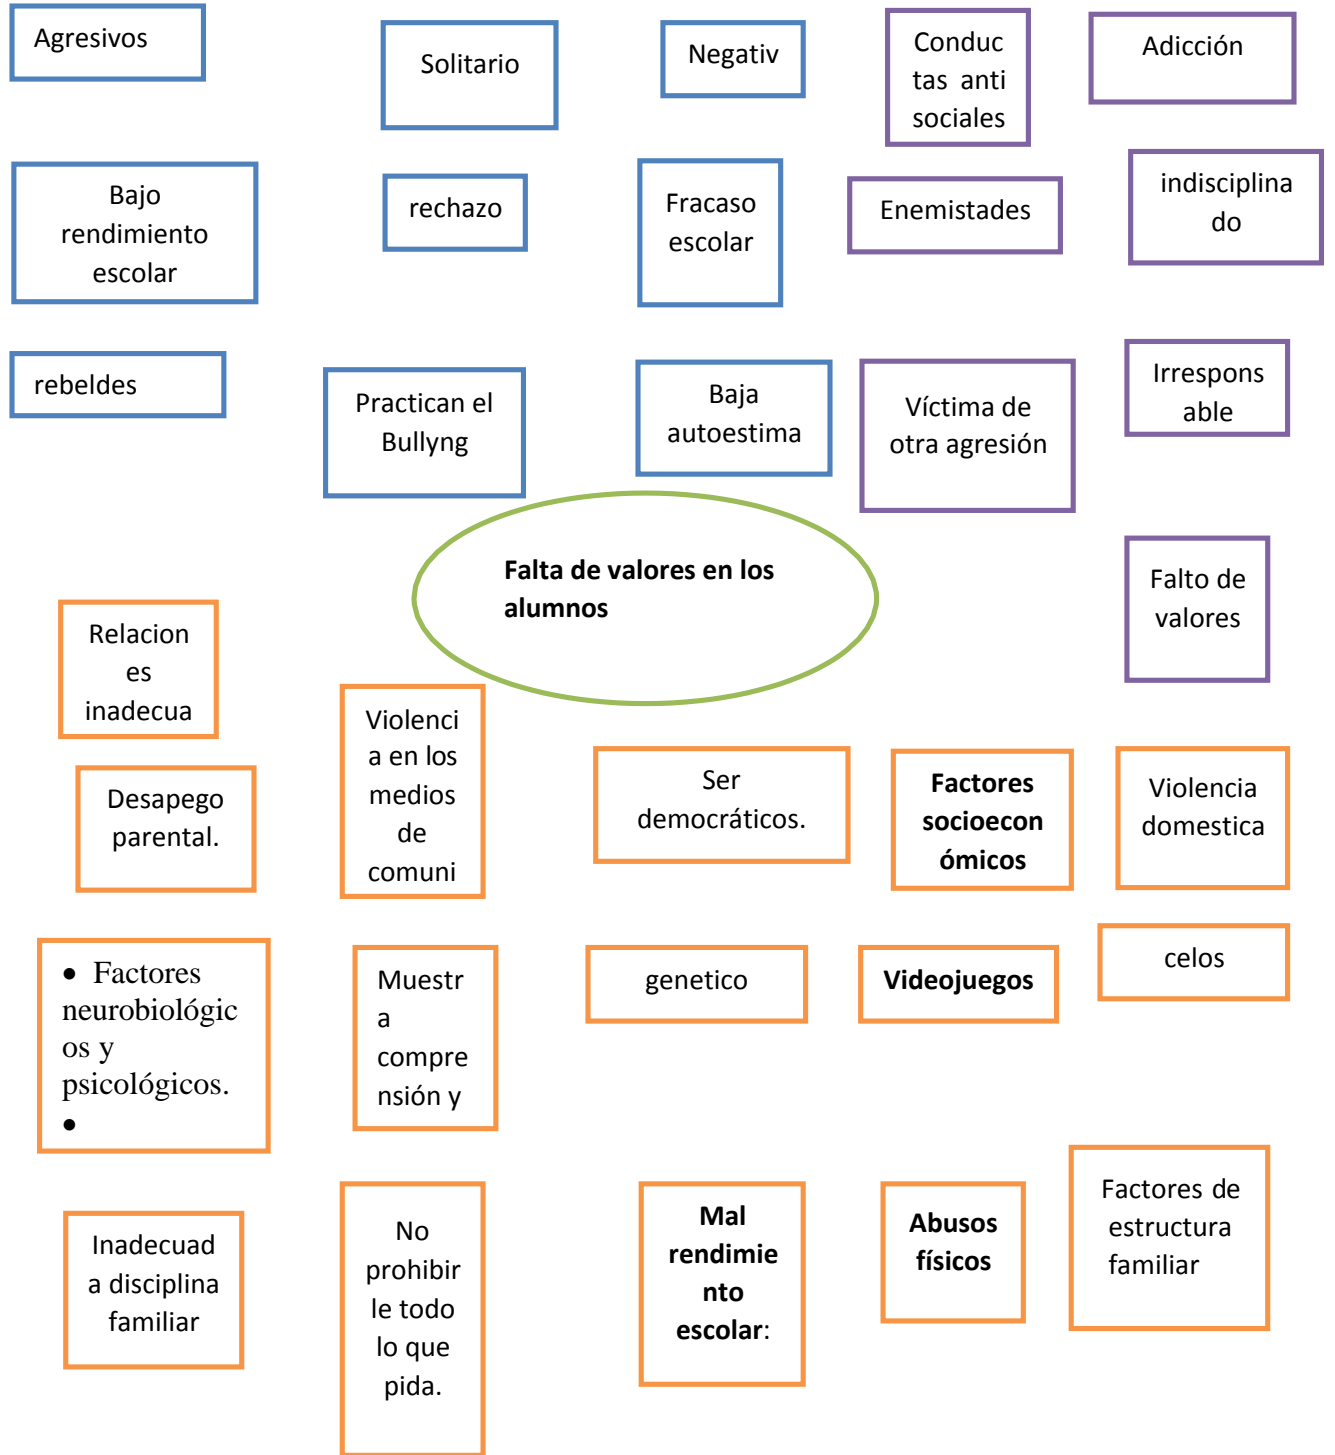 Agresivos
Solitario
Negativ
Conduc
tas anti
sociales
Adicción
Bajo
rendimiento
escolar
rechazo
Fracaso
escolar
Enemistades
indisciplina
do
rebeldes
Practican el
Bullyng
Baja
autoestima
Víctima de
otra agresión
Irrespons
able
Falta de valores en los
alumnos
Falto de
valores
Relacion
es
inadecua
Violenci
a en los
medios
de
comuni
Desapego
parental.
Ser
democráticos.
Factores
socioecon
ómicos
Violencia
domestica
• Factores
neurobiológic
os y
psicológicos.
•
Muestr
a
compre
nsión y
genetico
Videojuegos
celos
Inadecuad
a disciplina
familiar
No
prohibir
le todo
lo que
pida.
Mal
rendimie
nto
escolar:
Abusos
físicos
Factores de
estructura
familiar